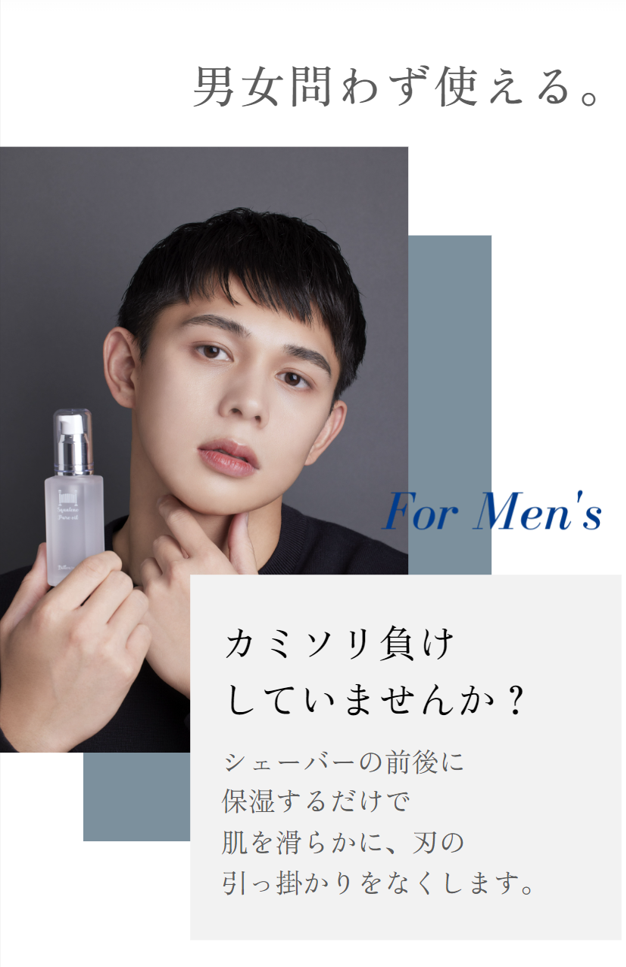 男女問わず使える。
For Men's
カミソリ負け
していませんか？
シェーバーの前後に
保湿するだけで
肌を滑らかに、刃の
引っ掛かりをなくします。